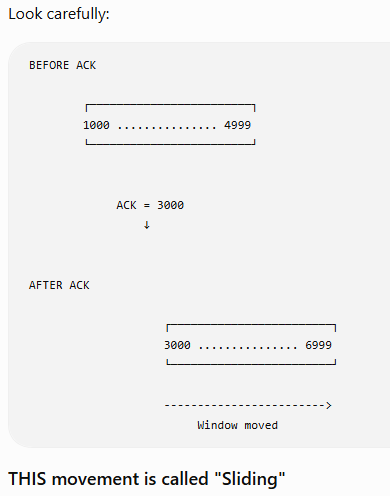 Look carefully:
BEFORE ACK
1000 ............... 4999
ACK = 3000
↓
AFTER ACK
3000 ............... 6999
------------------------>
Window moved
THIS movement is called "Sliding"